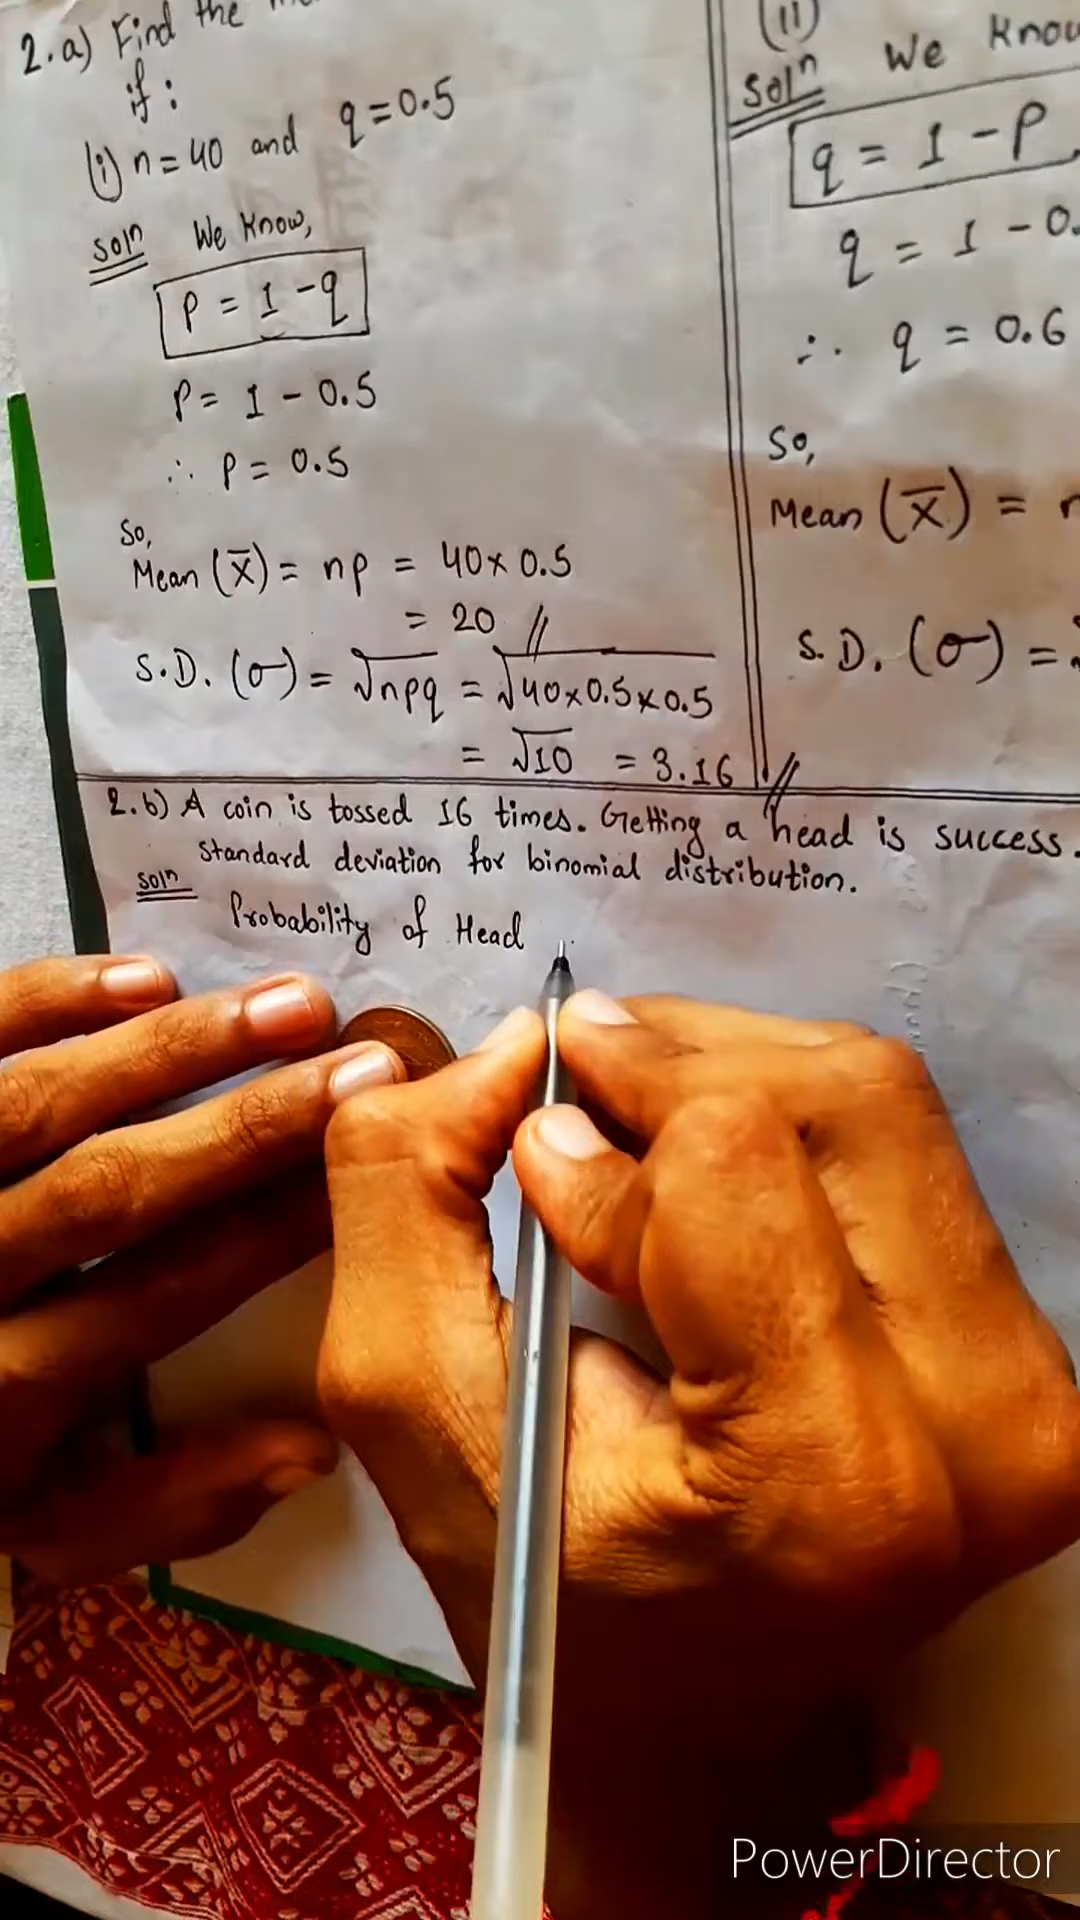 2.a) Find the
if :
(i) n = 40 and q = 0.5
Soln We Know,
P = 1 - q
P = 1 - 0.5
∴ P = 0.5
So,
Mean (x̄) = np = 40 × 0.5
= 20 //
S.D. (σ) = √npq = √40×0.5×0.5
= √10 = 3.16 //
(ii)
Soln We Know
q = 1 - P
q = 1 - 0.
∴ q = 0.6
So,
Mean (x̄) =
S.D. (σ) =
2.b) A coin is tossed 16 times. Getting a head is success.
Standard deviation for binomial distribution.
Soln
Probability of Head
PowerDirector